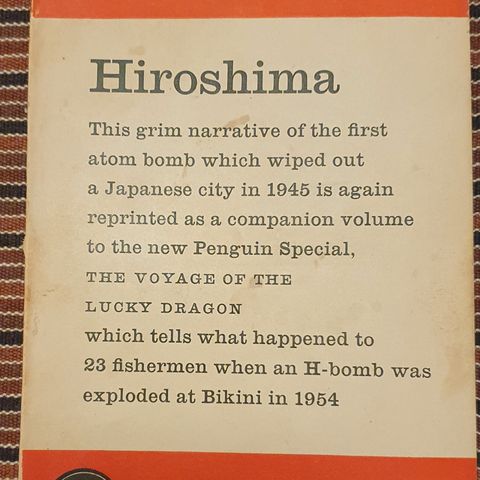 Hiroshima
This grim narrative of the first
atom bomb which wiped out
a Japanese city in 1945 is again
reprinted as a companion volume
to the new Penguin Special,
THE VOYAGE OF THE
LUCKY DRAGON
which tells what happened to
23 fishermen when an H-bomb was
exploded at Bikini in 1954